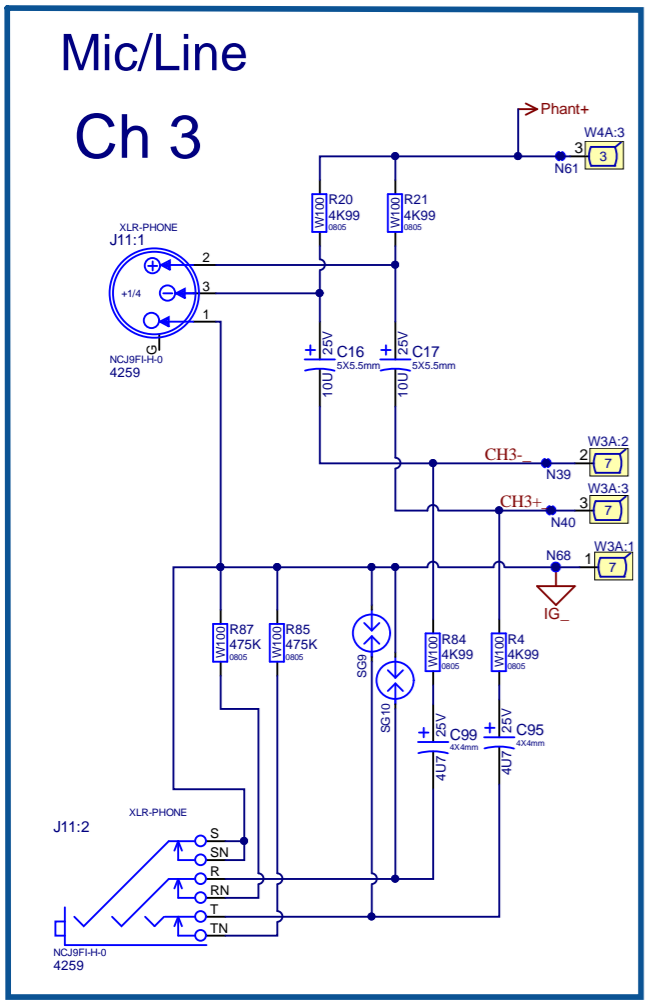 Mic/Line
Ch 3
Phant+
W4A:3
3
3
N61
R20
4K99
0805
W100
R21
4K99
0805
W100
XLR-PHONE
J11:1
2
3
1
+1/4
G
NCJ9FI-H-0
4259
+
25V
C16
5X5.5mm
10U
+
25V
C17
5X5.5mm
10U
CH3-_
N39
W3A:2
2
7
CH3+_
N40
W3A:3
3
7
N68
W3A:1
1
7
IG_
R87
475K
0805
W100
R85
475K
0805
W100
SG9
SG10
R84
4K99
0805
W100
R4
4K99
0805
W100
+
25V
C99
4X4mm
4U7
+
25V
C95
4X4mm
4U7
XLR-PHONE
J11:2
S
SN
R
RN
T
TN
NCJ9FI-H-0
4259